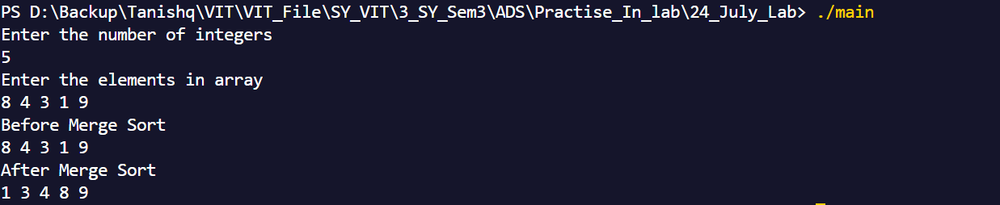 PS D:\Backup\Tanishq\VIT\VIT_File\SY_VIT\3_SY_Sem3\ADS\Practise_In_lab\24_July_Lab> ./main
Enter the number of integers
5
Enter the elements in array
8 4 3 1 9
Before Merge Sort
8 4 3 1 9
After Merge Sort
1 3 4 8 9